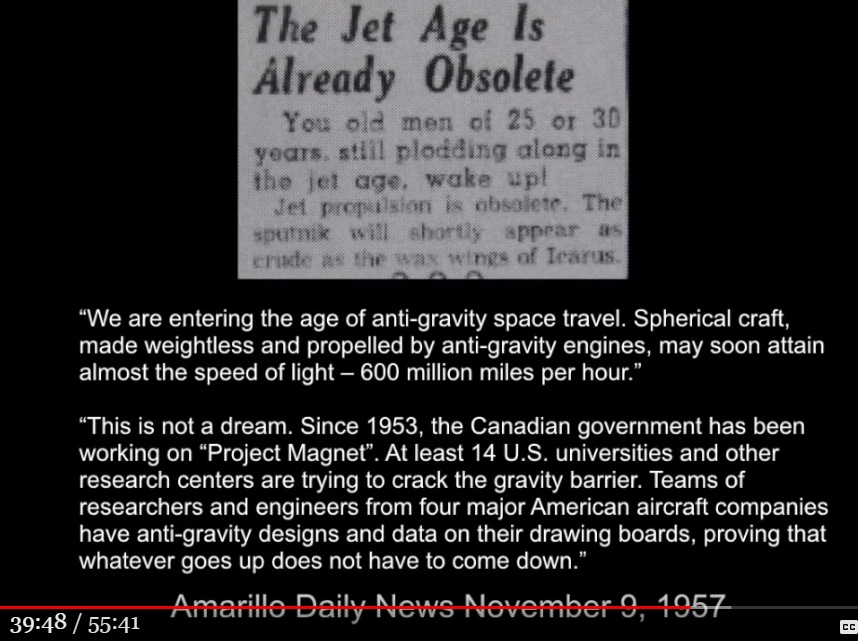 The Jet Age Is
Already Obsolete
You old men of 25 or 30
years, still plodding along in
the jet age, wake up!
Jet propulsion is obsolete. The
sputnik will shortly appear as
crude as the wax wings of Icarus.
“We are entering the age of anti-gravity space travel. Spherical craft,
made weightless and propelled by anti-gravity engines, may soon attain
almost the speed of light – 600 million miles per hour.”
“This is not a dream. Since 1953, the Canadian government has been
working on “Project Magnet”. At least 14 U.S. universities and other
research centers are trying to crack the gravity barrier. Teams of
researchers and engineers from four major American aircraft companies
have anti-gravity designs and data on their drawing boards, proving that
whatever goes up does not have to come down.”
Amarillo Daily News November 9, 1957
39:48 / 55:41
CC